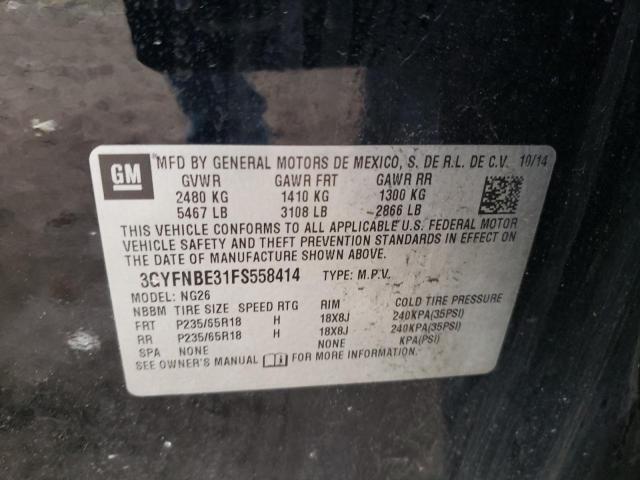 GM MFD BY GENERAL MOTORS DE MEXICO, S. DE R.L. DE C.V. 10/14
GVWR GAWR FRT GAWR RR
2480 KG 1410 KG 1300 KG
5467 LB 3108 LB 2866 LB
THIS VEHICLE CONFORMS TO ALL APPLICABLE U.S. FEDERAL MOTOR
VEHICLE SAFETY AND THEFT PREVENTION STANDARDS IN EFFECT ON
THE DATE OF MANUFACTURE SHOWN ABOVE.
3CYFNBE31FS558414 TYPE: M.P.V.
MODEL: NG26
NBBM TIRE SIZE SPEED RTG RIM COLD TIRE PRESSURE
FRT P235/55R18 H 18X8J 240KPA(35PSI)
RR P235/65R18 H 18X8J 240KPA(35PSI)
SPA NONE NONE KPA(PSI)
SEE OWNER'S MANUAL FOR MORE INFORMATION.